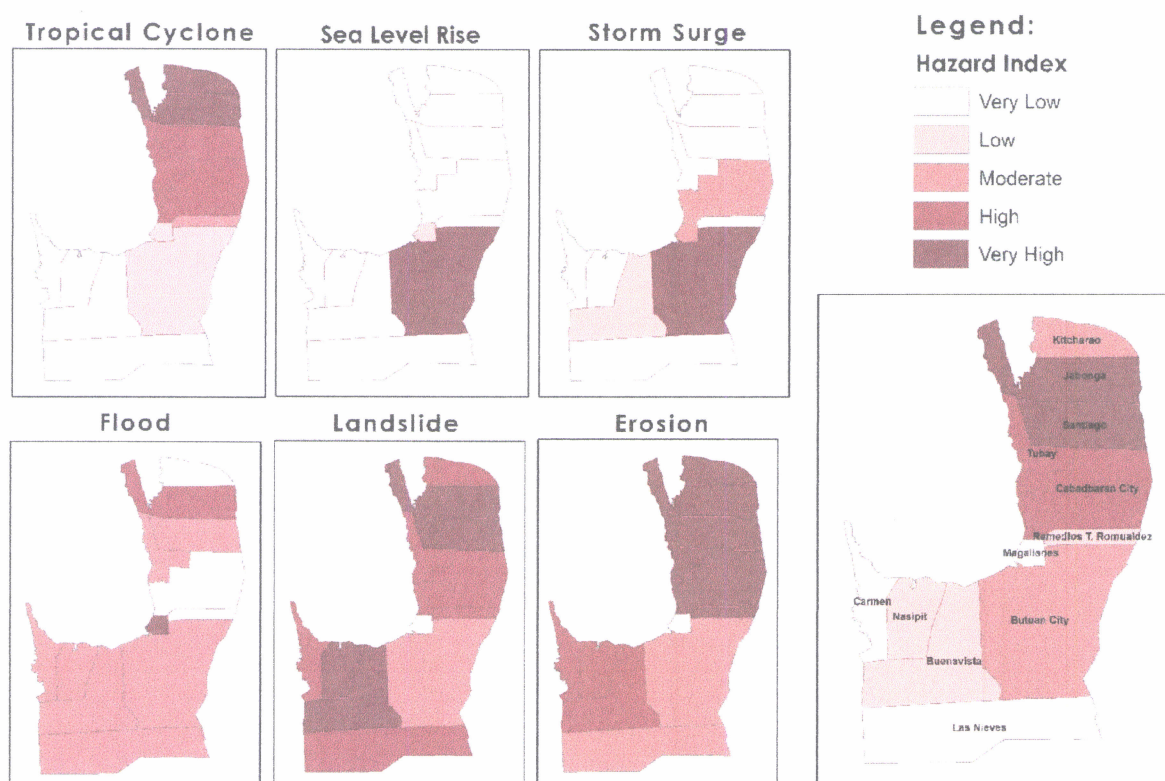 Tropical Cyclone
Sea Level Rise
Storm Surge
Legend:
Hazard Index
Very Low
Low
Moderate
High
Very High
Flood
Landslide
Erosion
Kitcharao
Jabonga
Santiago
Tubay
Cabadbaran City
Remedios T. Romualdez
Magallanes
Carmen
Nasipit
Buenavista
Butuan City
Las Nieves